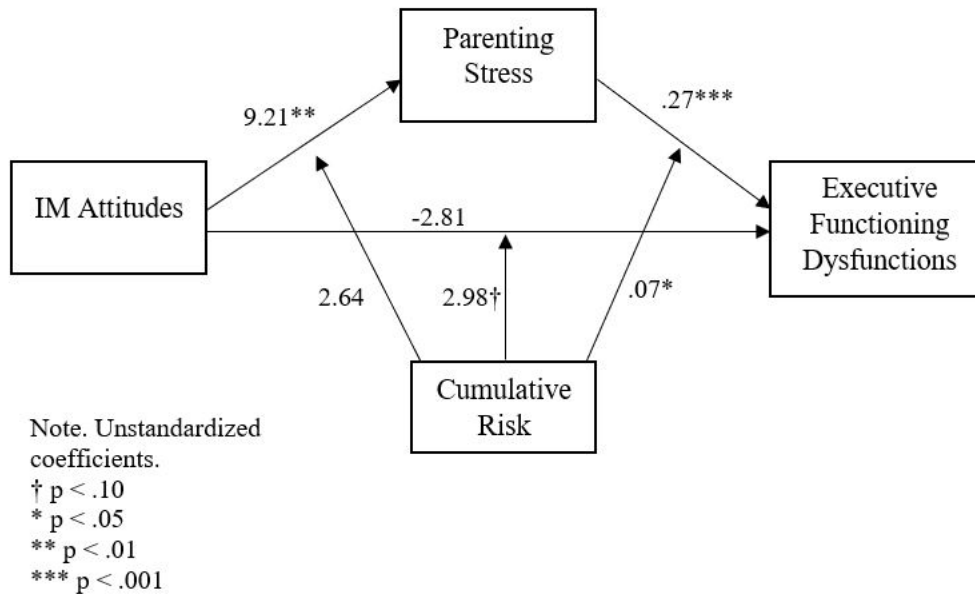 Parenting
Stress
9.21**
.27***
IM Attitudes
Executive
Functioning
Dysfunctions
-2.81
2.64
2.98†
.07*
Cumulative
Risk
Note. Unstandardized
coefficients.
† p < .10
* p < .05
** p < .01
*** p < .001